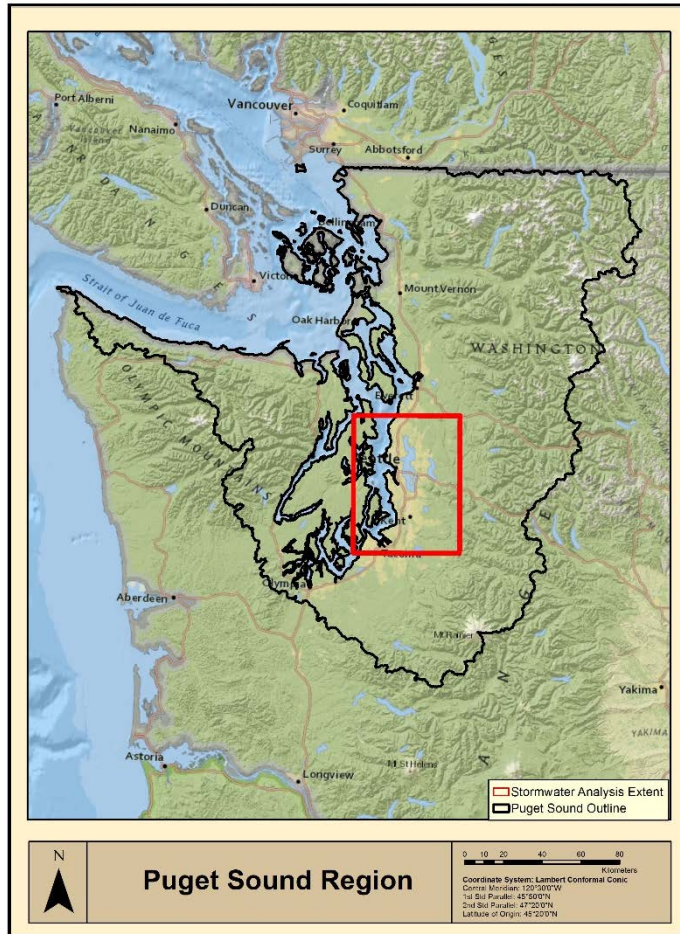 Port Alberni
Vancouver
Coquitlam
Nanaimo
Vancouver
Island
Surrey
Abbotsford
Duncan
Bellingham
Strait of Juan de Fuca
Mount Vernon
Oak Harbor
WASHINGTON
OLYMPIC MOUNTAINS
Kent
Tacoma
Olympia
Aberdeen
Mt Rainier
Yakima
YAKIMA
Astoria
Mt St Helens
Longview
Stormwater Analysis Extent
Puget Sound Outline
N
Puget Sound Region
0 10 20 40 60 80
Kilometers
Coordinate System: Lambert Conformal Conic
Central Meridian: 120°30'0"W
1st Std Parallel: 45°50'0"N
2nd Std Parallel: 47°20'0"N
Latitude of Origin: 45°20'0"N